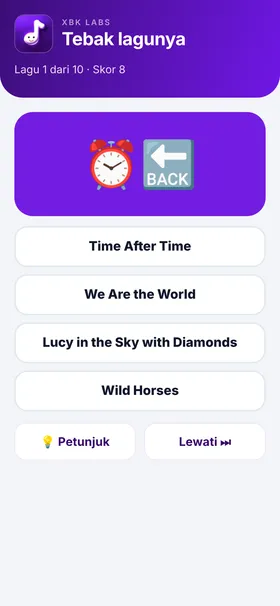 XBK LABS
Tebak lagunya
Lagu 1 dari 10 · Skor 8
BACK
Time After Time
We Are the World
Lucy in the Sky with Diamonds
Wild Horses
Petunjuk
Lewati